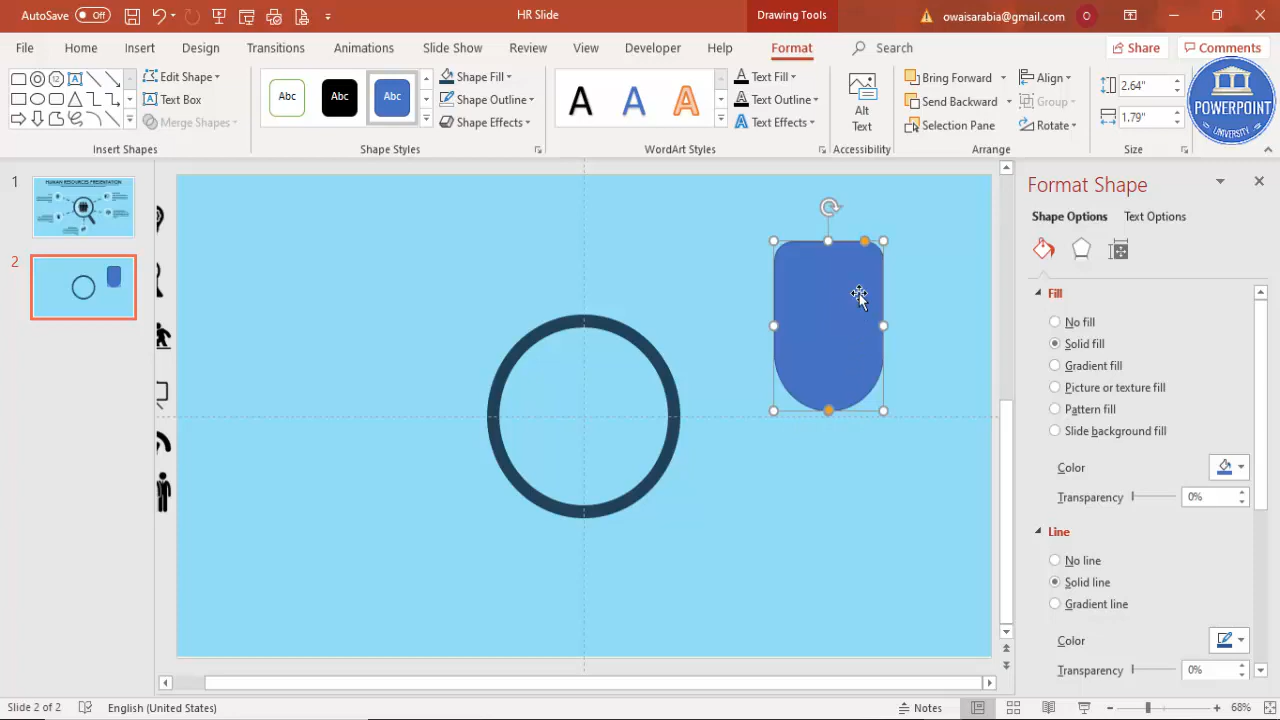 AutoSave Off
HR Slide
Drawing Tools
owaisarabia@gmail.com
File Home Insert Design Transitions Animations Slide Show Review View Developer Help Format Search Share Comments
Edit Shape
Text Box
Merge Shapes
Insert Shapes
Abc Abc Abc
Shape Fill
Shape Outline
Shape Effects
Shape Styles
A A A
Text Fill
Text Outline
Text Effects
WordArt Styles
Alt
Text
Accessibility
Bring Forward
Send Backward
Selection Pane
Align
Group
Rotate
Arrange
2.64"
1.79"
Size
POWERPOINT
UNIVERSITY
1
HUMAN RESOURCES PRESENTATION
2
Format Shape
Shape Options Text Options
Fill
No fill
Solid fill
Gradient fill
Picture or texture fill
Pattern fill
Slide background fill
Color
Transparency 0%
Line
No line
Solid line
Gradient line
Color
Transparency 0%
Slide 2 of 2 English (United States) Notes 68%